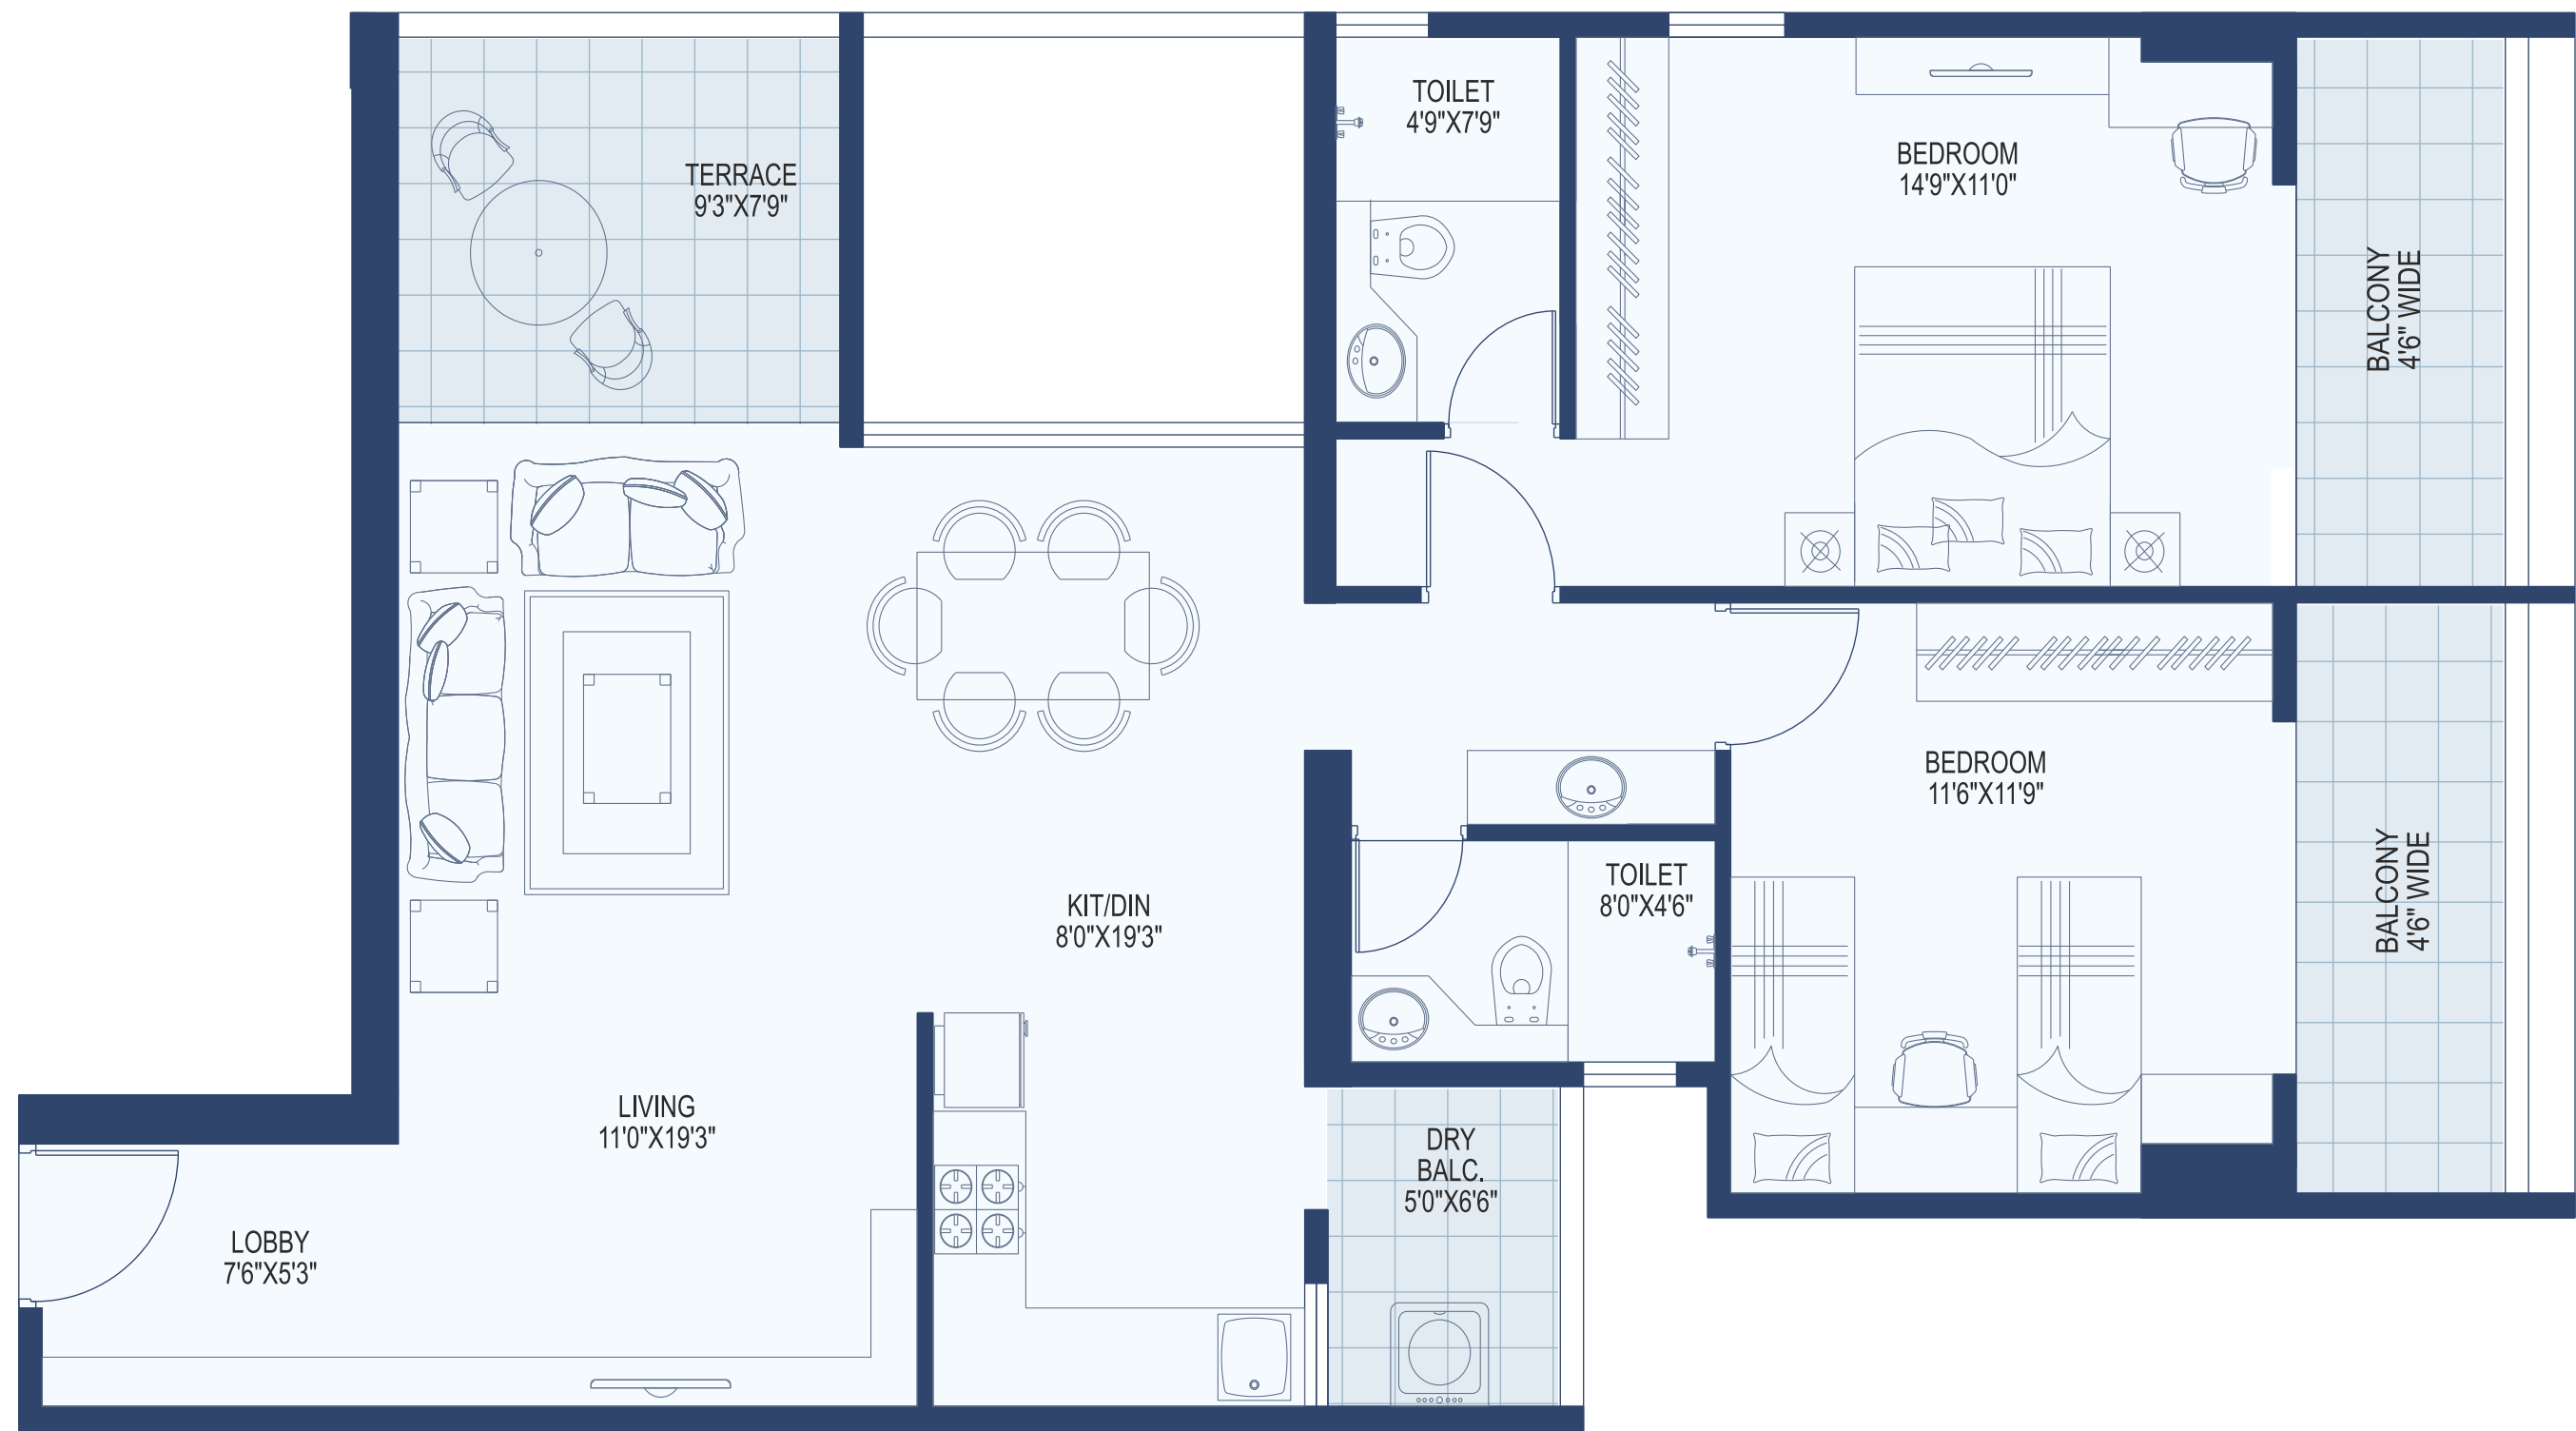 TOILET
4'9"X7'9"
BEDROOM
14'9"X11'0"
TERRACE
9'3"X7'9"
BALCONY
4'6" WIDE
BEDROOM
11'6"X11'9"
TOILET
8'0"X4'6"
BALCONY
4'6" WIDE
KIT/DIN
8'0"X19'3"
LIVING
11'0"X19'3"
DRY
BALC.
5'0"X6'6"
LOBBY
7'6"X5'3"